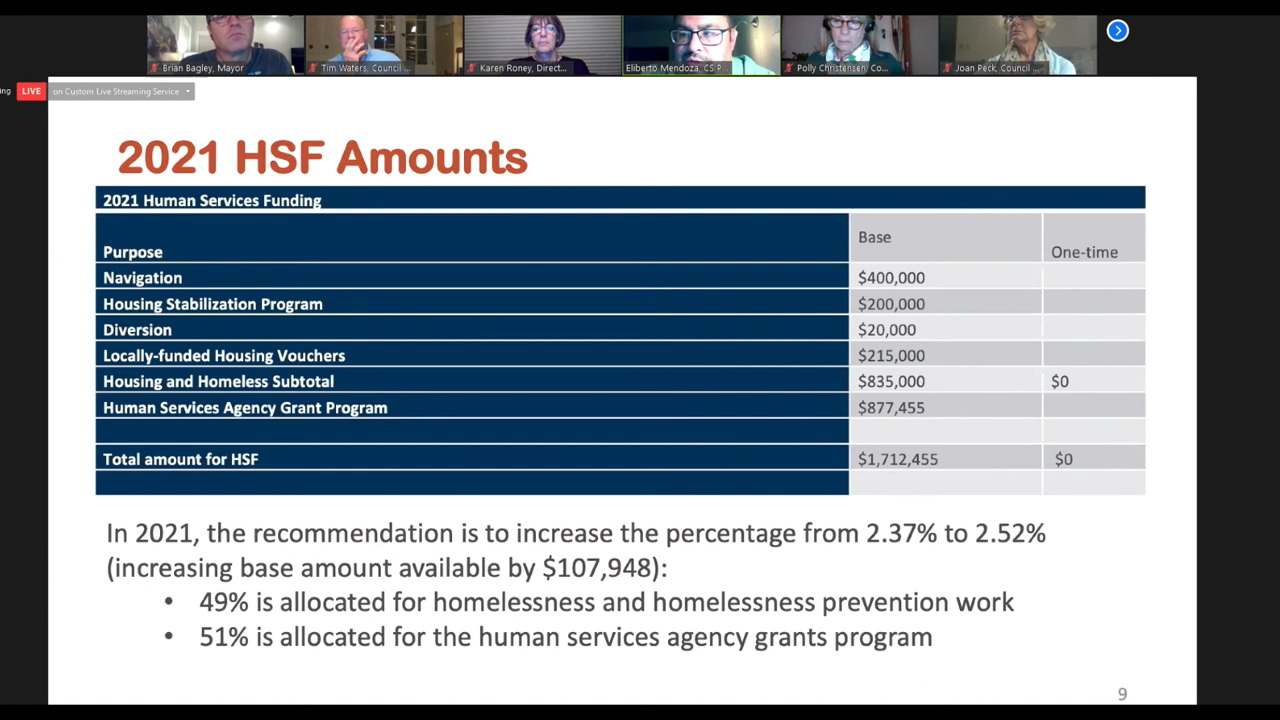 Brian Bagley, Mayor
Tim Waters, Council ...
Karen Roney, Direct...
Eliberto Mendoza, CS P...
Polly Christensen, Co...
Joan Peck, Council ...
ing LIVE on Custom Live Streaming Service
2021 HSF Amounts
2021 Human Services Funding
Purpose Base One-time
Navigation $400,000
Housing Stabilization Program $200,000
Diversion $20,000
Locally-funded Housing Vouchers $215,000
Housing and Homeless Subtotal $835,000 $0
Human Services Agency Grant Program $877,455
Total amount for HSF $1,712,455 $0
In 2021, the recommendation is to increase the percentage from 2.37% to 2.52%
(increasing base amount available by $107,948):
• 49% is allocated for homelessness and homelessness prevention work
• 51% is allocated for the human services agency grants program
9